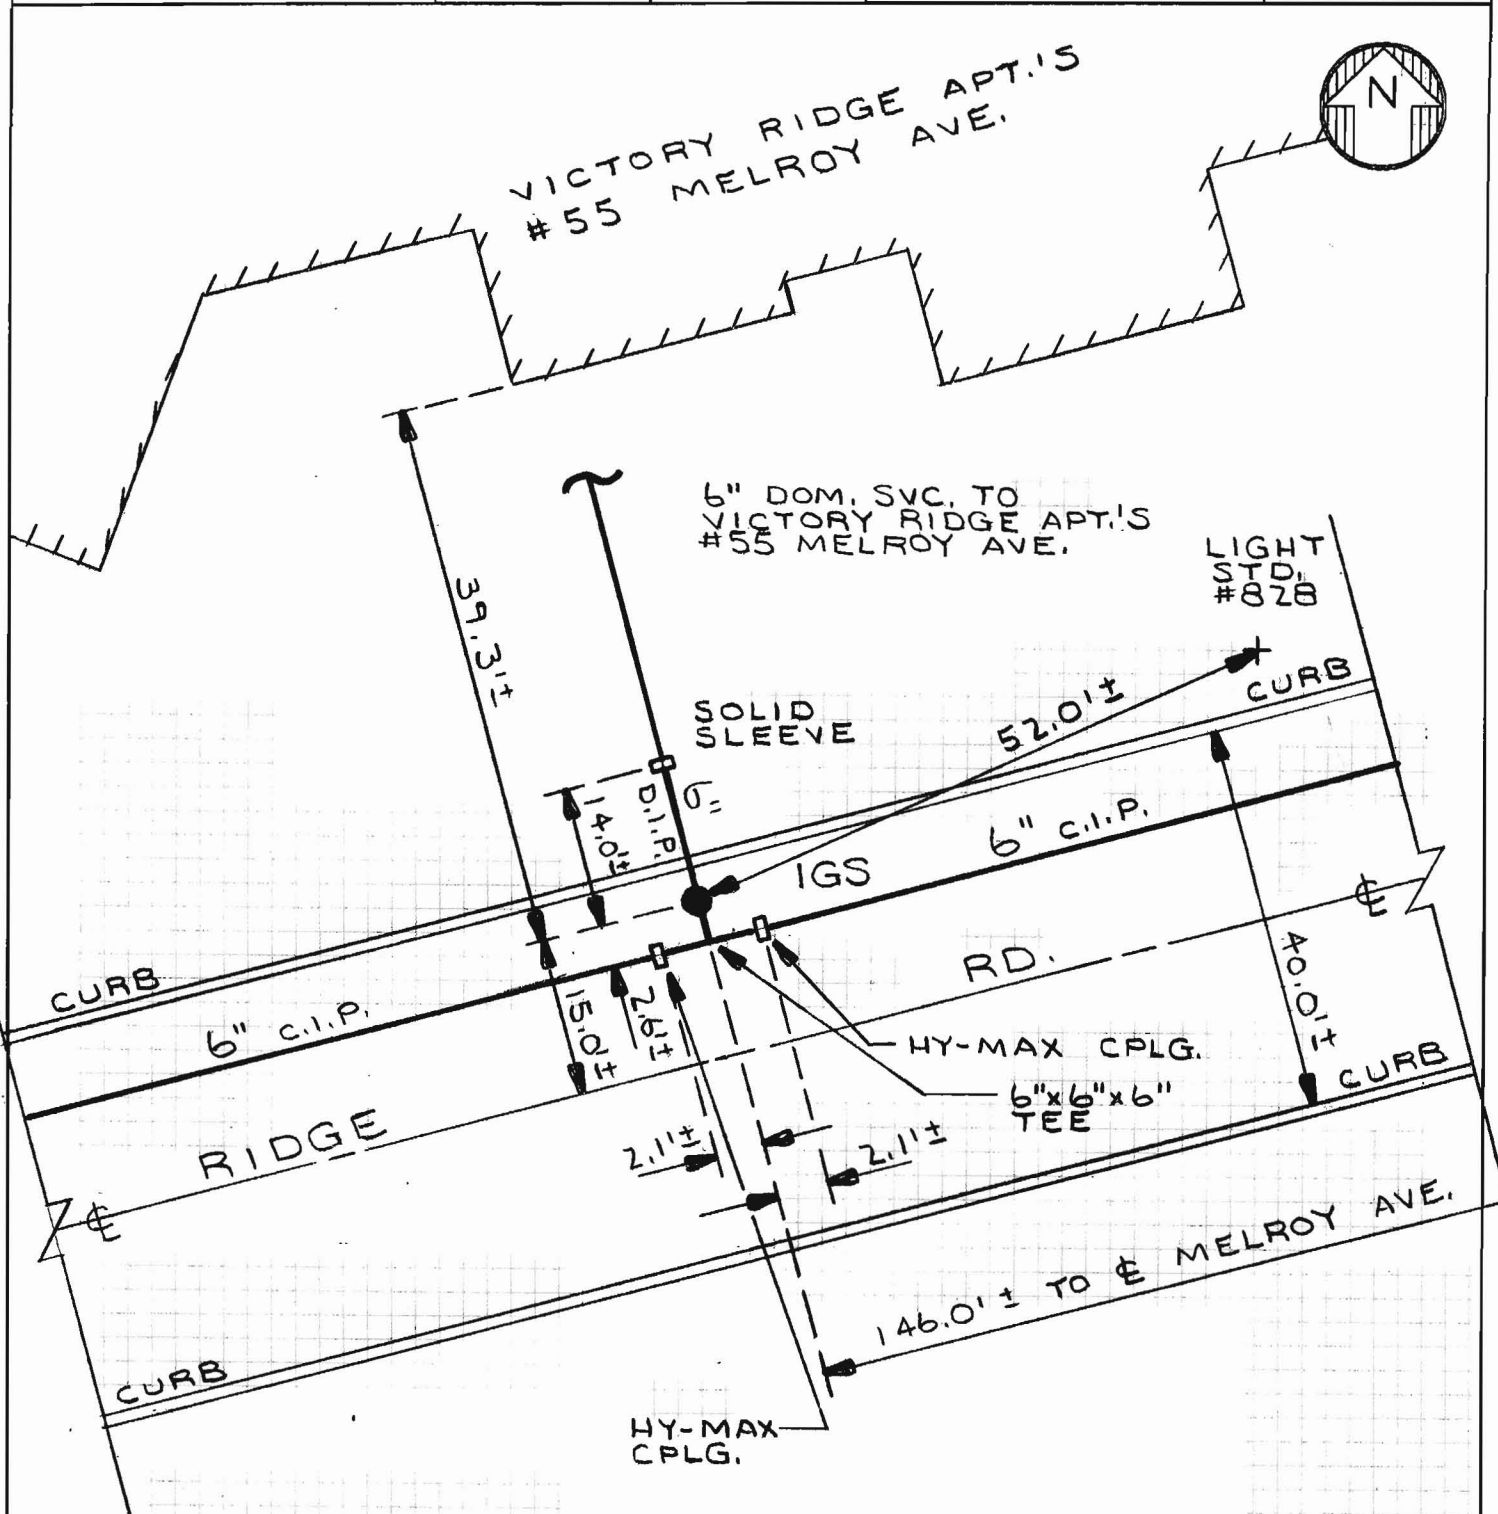 N
VICTORY RIDGE APT.'S
#55 MELROY AVE.
6" DOM. SVC. TO
VICTORY RIDGE APT.'S
#55 MELROY AVE.
LIGHT
STD.
#828
39.3'±
SOLID
SLEEVE
52.0'±
CURB
6"
D.I.P.
14.0'±
1GS
6" C.I.P.
℄
CURB
6" C.I.P.
15.0'±
2.6'±
RD.
40.0'±
HY-MAX CPLG.
6"x6"x6"
TEE
CURB
RIDGE
2.1'±
2.1'±
℄
146.0'± TO ℄ MELROY AVE.
CURB
HY-MAX
CPLG.